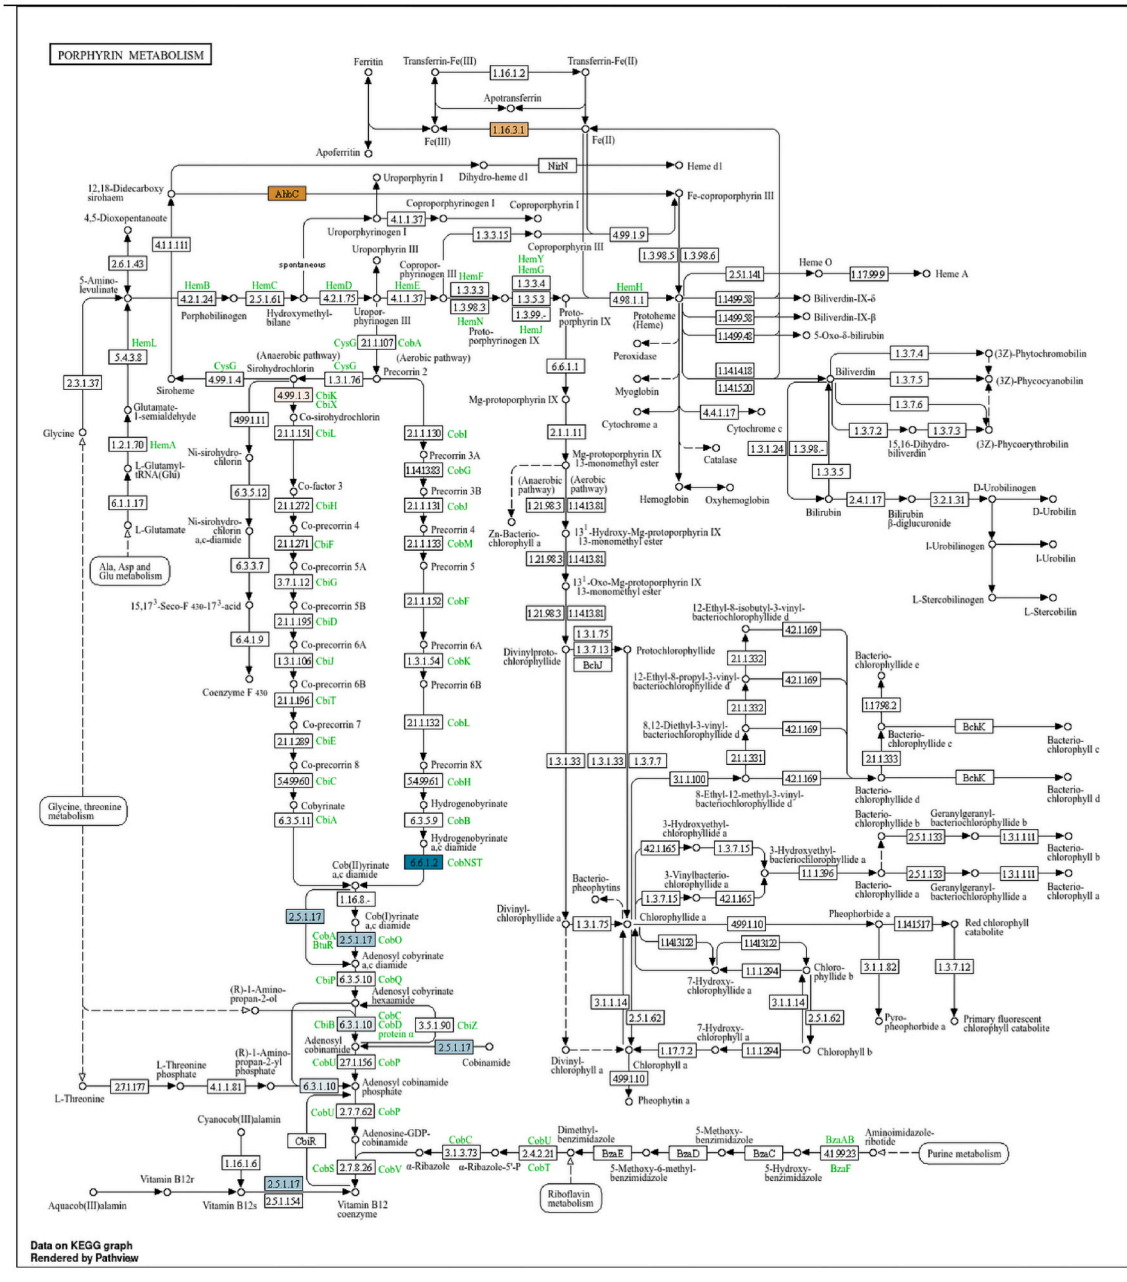 PORPHYRIN METABOLISM
Ferritin
Transferrin-Fe(III)
1.16.1.2
Transferrin-Fe(II)
Apotransferrin
1.16.3.1
Fe(III)
Fe(II)
Apoferritin
NirN
Heme d1
Dihydro-heme d1
Uroporphyrin I
12,18-Didecarboxy
sirohaem
AhbC
Fe-coproporphyrin III
Coproporphyrinogen I
Coproporphyrin I
4.1.1.37
Uroporphyrinogen I
4,5-Dioxopentanoate
4.1.1.111
1.3.3.15
4.99.1.9
Coproporphyrin III
Uroporphyrin III
1.3.98.5
1.3.98.6
2.6.1.43
spontaneous
Copropor-
phyrinogen III
HemY
HemG
HemF
1.3.3.4
2.5.1.141
Heme O
1.17.99.9
Heme A
5-Amino-
levulinate
HemB
HemC
HemD
HemE
1.3.3.3
HemH
4.2.1.24
2.5.1.61
4.2.1.75
4.1.1.37
1.3.5.3
4.98.1.1
1.3.98.3
1.3.99.-
Porphobilinogen
Hydroxymethyl-
bilane
Uropor-
phyrinogen III
HemN
Proto-
porphyrinogen IX
HemJ
Proto-
porphyrin IX
Protoheme
(Heme)
1.14.99.58
Biliverdin-IX-δ
1.14.99.58
Biliverdin-IX-β
1.14.99.48
5-Oxo-δ-bilirubin
HemL
5.4.3.8
CysG
2.1.1.107
CobA
Peroxidase
(Anaerobic pathway)
Sirohydrochlorin
(Aerobic pathway)
Precorrin 2
CysG
4.99.1.4
CysG
1.3.1.76
Siroheme
6.6.1.1
1.14.14.18
1.14.15.20
Biliverdin
1.3.7.4
(3Z)-Phytochromobilin
1.3.7.5
(3Z)-Phycocyanobilin
1.3.7.6
2.3.1.37
Myoglobin
4.99.1.3
CbiK
CbiX
Mg-protoporphyrin IX
Glutamate-
1-semialdehyde
4.99.1.11
Co-sirohydrochlorin
Cytochrome a
4.4.1.17
Cytochrome c
Glycine
2.1.1.151
CbiL
2.1.1.130
CobI
2.1.1.11
1.3.7.2
15,16-Dihydro-
biliverdin
1.3.7.3
(3Z)-Phycoerythrobilin
1.2.1.70
HemA
Ni-sirohydro-
chlorin
Precorrin 3A
Mg-protoporphyrin IX
13-monomethyl ester
Catalase
1.3.1.24
1.3.98.-
L-Glutamyl-
tRNA(Glu)
1.14.13.83
CobG
1.3.3.5
(Anaerobic
pathway)
(Aerobic
pathway)
6.3.5.12
Co-factor 3
Precorrin 3B
Hemoglobin
Oxyhemoglobin
6.1.1.17
2.1.1.272
CbiH
2.1.1.131
CobJ
1.21.98.3
1.14.13.81
Bilirubin
2.4.1.17
Bilirubin
β-diglucuronide
3.2.1.31
D-Urobilinogen
D-Urobilin
L-Glutamate
Ni-sirohydro-
chlorin
a,c-diamide
Co-precorrin 4
Precorrin 4
Zn-Bacterio-
chlorophyll a
13¹-Hydroxy-Mg-protoporphyrin IX
13-monomethyl ester
2.1.1.271
CbiF
2.1.1.133
CobM
I-Urobilinogen
I-Urobilin
Ala, Asp and
Glu metabolism
6.3.3.7
Co-precorrin 5A
Precorrin 5
1.21.98.3
1.14.13.81
3.7.1.12
CbiG
13¹-Oxo-Mg-protoporphyrin IX
13-monomethyl ester
15,17³-Seco-F 430-17³-acid
Co-precorrin 5B
2.1.1.152
CobF
L-Stercobilinogen
L-Stercobilin
2.1.1.195
CbiD
1.21.98.3
1.14.13.81
12-Ethyl-8-isobutyl-3-vinyl-
bacteriochlorophyllide d
6.4.1.9
Co-precorrin 6A
Precorrin 6A
1.3.1.75
4.2.1.169
1.3.1.106
CbiJ
1.3.1.54
CobK
Divinylproto-
chlorophyllide
1.3.7.13
BchJ
Protochlorophyllide
2.1.1.332
Bacterio-
chlorophyllide e
Coenzyme F 430
Co-precorrin 6B
Precorrin 6B
12-Ethyl-8-propyl-3-vinyl-
bacteriochlorophyllide d
4.2.1.169
2.1.1.196
CbiT
2.1.1.332
1.17.98.2
Co-precorrin 7
2.1.1.132
CobL
8,12-Diethyl-3-vinyl-
bacteriochlorophyllide d
4.2.1.169
Bacterio-
chlorophyllide c
BchK
Bacterio-
chlorophyll c
2.1.1.289
CbiE
1.3.1.33
1.3.1.33
1.3.7.7
2.1.1.331
2.1.1.333
Co-precorrin 8
Precorrin 8X
3.1.1.100
4.2.1.169
BchK
5.4.99.60
CbiC
5.4.99.61
CobH
8-Ethyl-12-methyl-3-vinyl-
bacteriochlorophyllide d
Bacterio-
chlorophyllide d
Bacterio-
chlorophyll d
Glycine, threonine
metabolism
Cobyrinate
Hydrogenobyrinate
6.3.5.11
CbiA
6.3.5.9
CobB
3-Hydroxyethyl-
chlorophyllide a
Bacterio-
chlorophyllide b
Geranylgeranyl-
bacteriochlorophyllide b
Hydrogenobyrinate
a,c diamide
4.2.1.165
1.3.7.15
3-Hydroxyethyl-
bacteriochlorophyllide a
2.5.1.133
1.3.1.111
Bacterio-
chlorophyll b
Cob(II)yrinate
a,c diamide
6.6.1.2
CobNST
3-Vinylbacterio-
chlorophyllide a
1.1.1.396
2.5.1.133
1.3.1.111
Bacterio-
pheophytins
1.3.7.15
4.2.1.165
Bacterio-
chlorophyllide a
Geranylgeranyl-
bacteriochlorophyllide a
Bacterio-
chlorophyll a
1.16.8.-
2.5.1.17
Cob(I)yrinate
a,c diamide
Divinyl-
chlorophyllide a
1.3.1.75
Chlorophyllide a
4.99.1.10
Pheophorbide a
1.14.15.17
Red chlorophyll
catabolite
CobA
BtuR
2.5.1.17
CobO
1.14.13.122
1.14.13.122
Adenosyl cobyrinate
a,c diamide
1.1.1.294
Chloro-
phyllide b
3.1.1.82
1.3.7.12
CbiP
6.3.5.10
CobQ
7-Hydroxy-
chlorophyllide a
(R)-1-Amino-
propan-2-ol
Adenosyl cobyrinate
hexaamide
3.1.1.14
2.5.1.62
3.1.1.14
2.5.1.62
CbiB
6.3.1.10
CobC
CobD
protein α
3.5.1.90
CbiZ
Pyro-
pheophorbide a
Primary fluorescent
chlorophyll catabolite
Adenosyl
cobinamide
2.5.1.17
Cobinamide
7-Hydroxy-
chlorophyll a
1.17.7.2
1.1.1.294
Chlorophyll b
CobU
2.7.1.156
CobP
Divinyl-
chlorophyll a
Chlorophyll a
L-Threonine
phosphate
(R)-1-Amino-
propan-2-yl
phosphate
4.99.1.10
2.7.1.177
4.1.1.81
6.3.1.10
Adenosyl cobinamide
phosphate
L-Threonine
Pheophytin a
CobU
2.7.7.62
CobP
Cyanocob(III)alamin
CbiR
Adenosine-GDP-
cobinamide
CobC
CobU
Dimethyl-
benzimidazole
5-Methoxy-
benzimidazole
BzaAB
Aminoimidazole-
ribotide
3.1.3.73
2.4.2.21
BzaE
BzaD
BzaC
4.1.99.23
Purine metabolism
1.16.1.6
CobS
2.7.8.26
CobV
α-Ribazole
α-Ribazole-5'-P
CobT
5-Methoxy-6-methyl-
benzimidazole
5-Hydroxy-
benzimidazole
BzaF
Vitamin B12r
2.5.1.17
2.5.1.154
Riboflavin
metabolism
Aquacob(III)alamin
Vitamin B12s
Vitamin B12
coenzyme
Data on KEGG graph
Rendered by Pathview